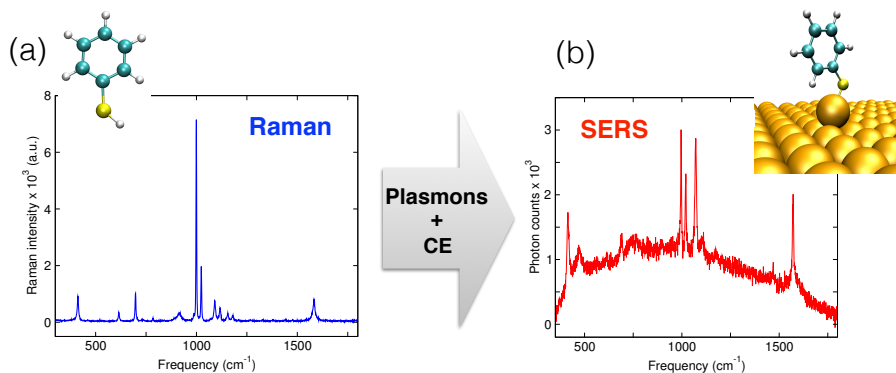 (a)
Raman
Raman intensity x 10³ (a.u.)
8
6
4
2
0
500
1000
1500
Frequency (cm⁻¹)
Plasmons
+
CE
(b)
SERS
Photon counts x 10³
3
2
1
0
500
1000
1500
Frequency (cm⁻¹)